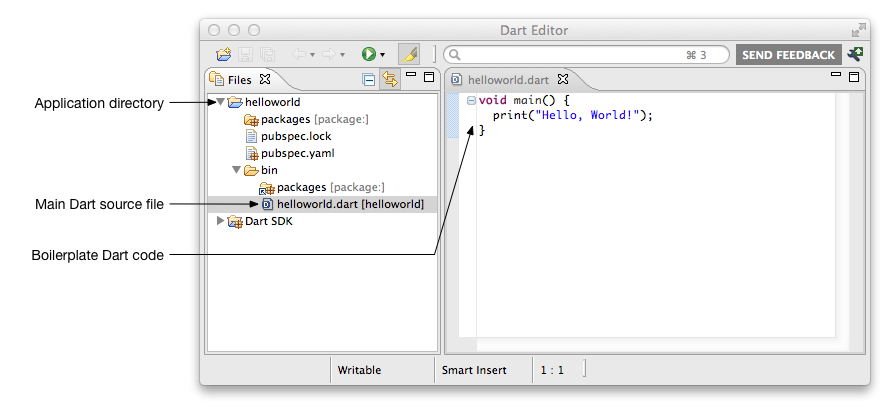 Dart Editor
⌘ 3
SEND FEEDBACK
Files
helloworld.dart
Application directory
helloworld
packages [package:]
pubspec.lock
pubspec.yaml
bin
packages [package:]
Main Dart source file
helloworld.dart [helloworld]
Dart SDK
Boilerplate Dart code
void main() {
print("Hello, World!");
}
Writable
Smart Insert
1 : 1